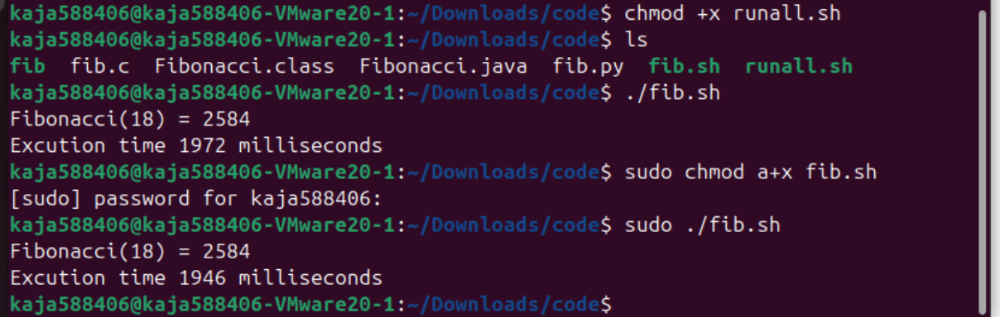 kaja588406@kaja588406-VMware20-1:~/Downloads/code$ chmod +x runall.sh
kaja588406@kaja588406-VMware20-1:~/Downloads/code$ ls
fib  fib.c  Fibonacci.class  Fibonacci.java  fib.py  fib.sh  runall.sh
kaja588406@kaja588406-VMware20-1:~/Downloads/code$ ./fib.sh
Fibonacci(18) = 2584
Excution time 1972 milliseconds
kaja588406@kaja588406-VMware20-1:~/Downloads/code$ sudo chmod a+x fib.sh
[sudo] password for kaja588406:
kaja588406@kaja588406-VMware20-1:~/Downloads/code$ sudo ./fib.sh
Fibonacci(18) = 2584
Excution time 1946 milliseconds
kaja588406@kaja588406-VMware20-1:~/Downloads/code$